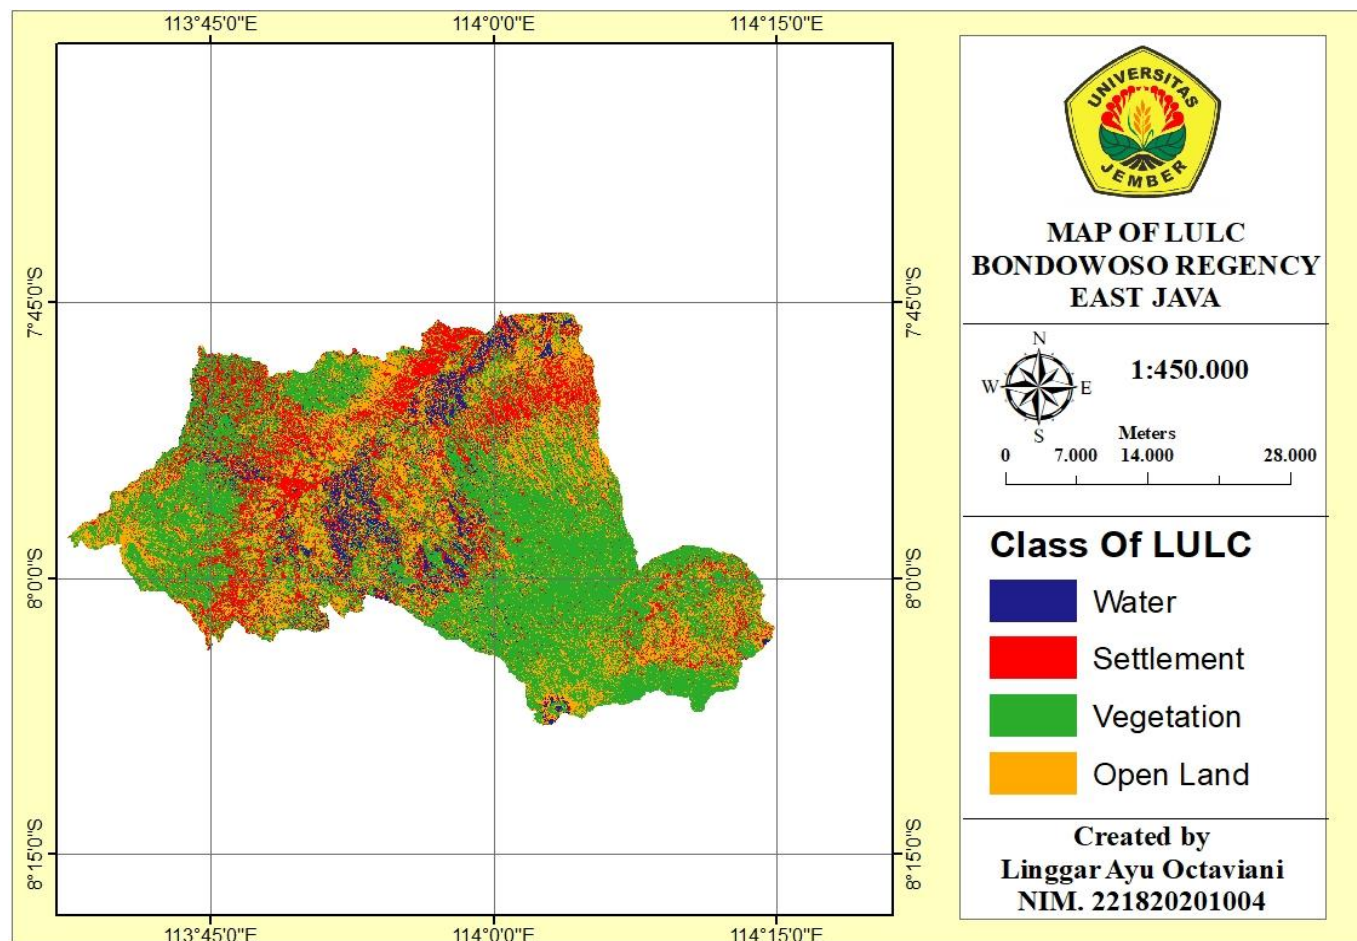 113°45'0"E 114°0'0"E 114°15'0"E
7°45'0"S 7°45'0"S
8°0'0"S 8°0'0"S
8°15'0"S 8°15'0"S
113°45'0"E 114°0'0"E 114°15'0"E
UNIVERSITAS
JEMBER
MAP OF LULC
BONDOWOSO REGENCY
EAST JAVA
N
W E
S
1:450.000
Meters
0 7.000 14.000 28.000
Class Of LULC
Water
Settlement
Vegetation
Open Land
Created by
Linggar Ayu Octaviani
NIM. 221820201004